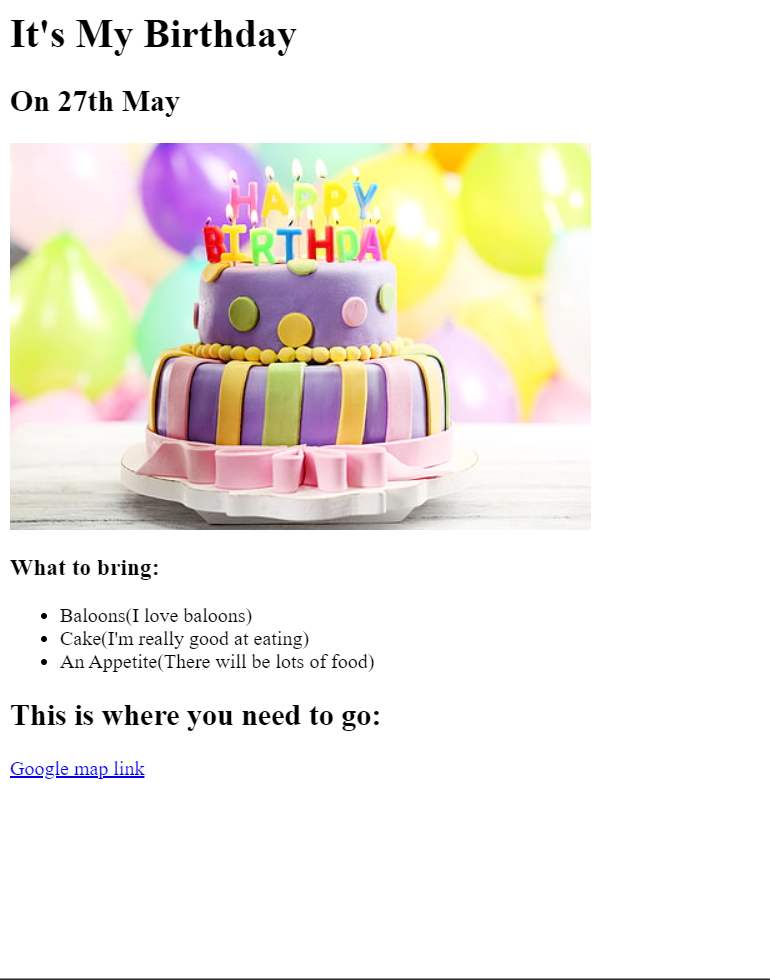 It's My Birthday
On 27th May
HAPPY
BIRTHDAY
What to bring:
Baloons(I love baloons)
Cake(I'm really good at eating)
An Appetite(There will be lots of food)
This is where you need to go:
Google map link